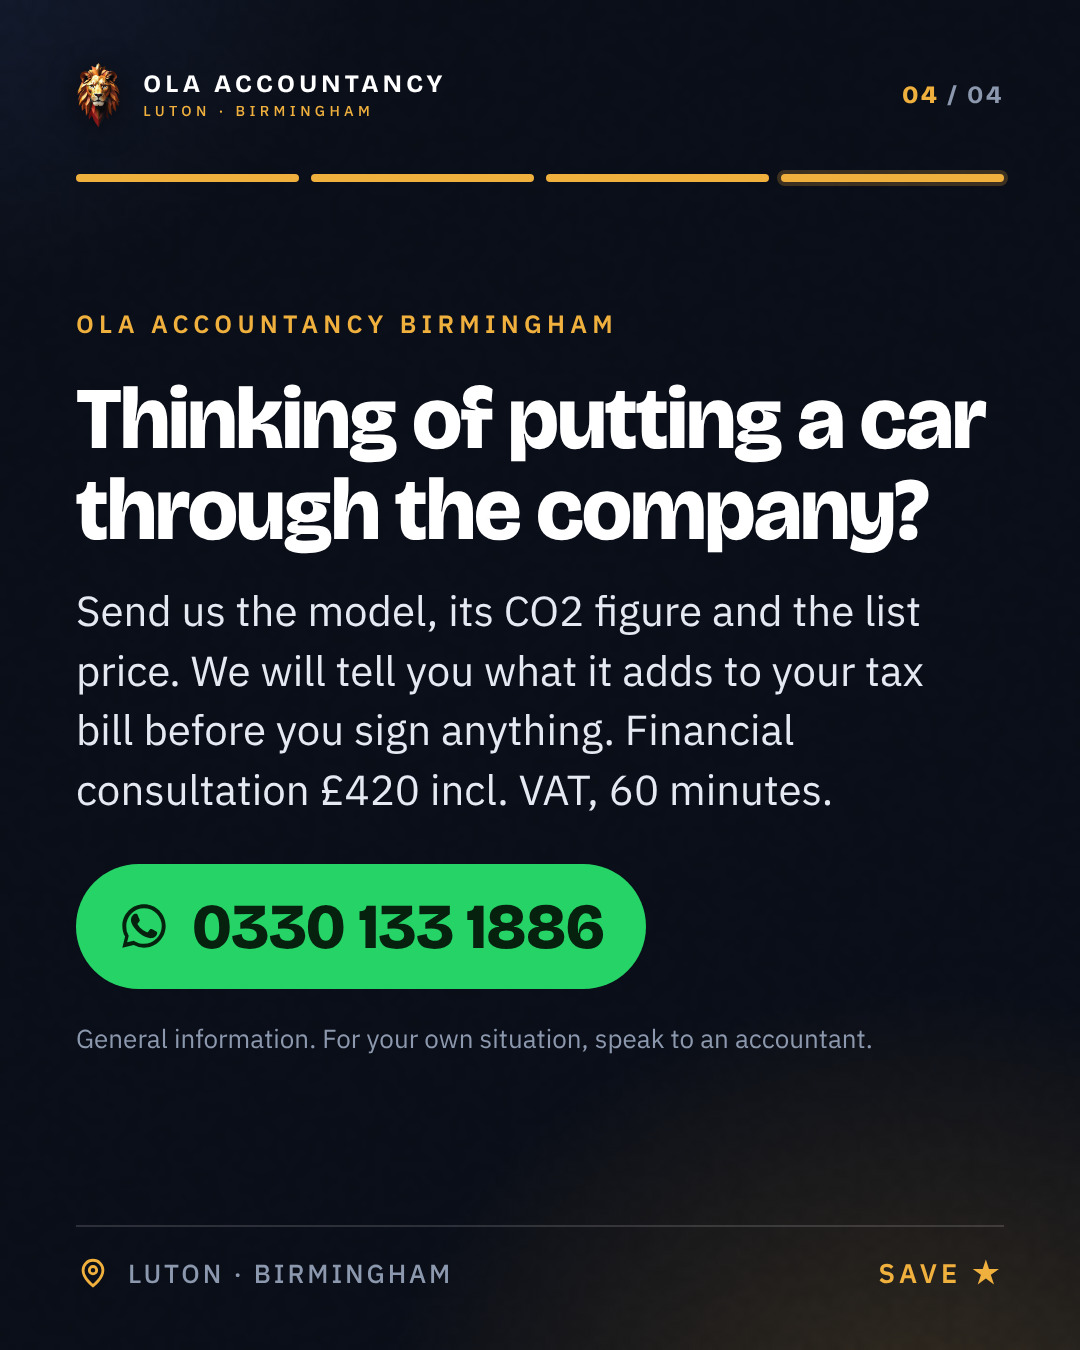 OLA ACCOUNTANCY
LUTON · BIRMINGHAM
04 / 04
OLA ACCOUNTANCY BIRMINGHAM
Thinking of putting a car
through the company?
Send us the model, its CO2 figure and the list
price. We will tell you what it adds to your tax
bill before you sign anything. Financial
consultation £420 incl. VAT, 60 minutes.
0330 133 1886
General information. For your own situation, speak to an accountant.
LUTON · BIRMINGHAM
SAVE ★